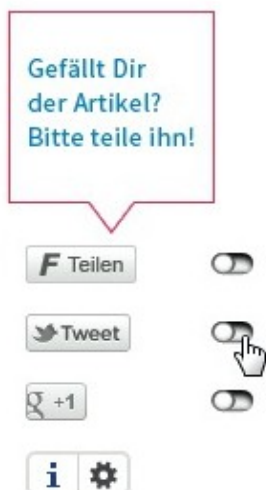 Gefällt Dir
der Artikel?
Bitte teile ihn!
F Teilen
Tweet
g +1
i